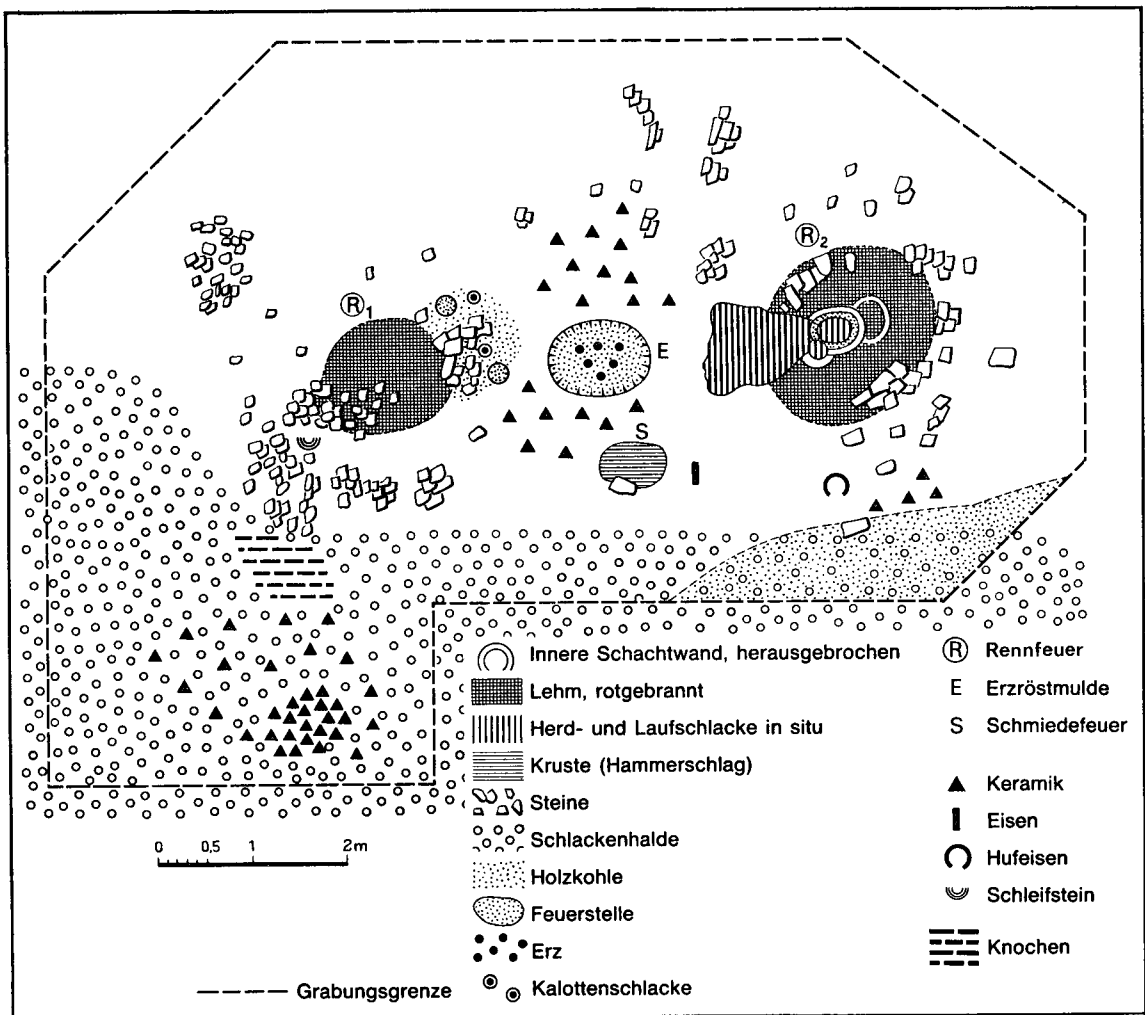 R1
R2
E
S
Innere Schachtwand, herausgebrochen
Lehm, rotgebrannt
Herd- und Laufschlacke in situ
Kruste (Hammerschlag)
Steine
Schlackenhalde
Holzkohle
Feuerstelle
Erz
Kalottenschlacke
Grabungsgrenze
0 0,5 1 2m
R Rennfeuer
E Erzröstmulde
S Schmiedefeuer
Keramik
Eisen
Hufeisen
Schleifstein
Knochen